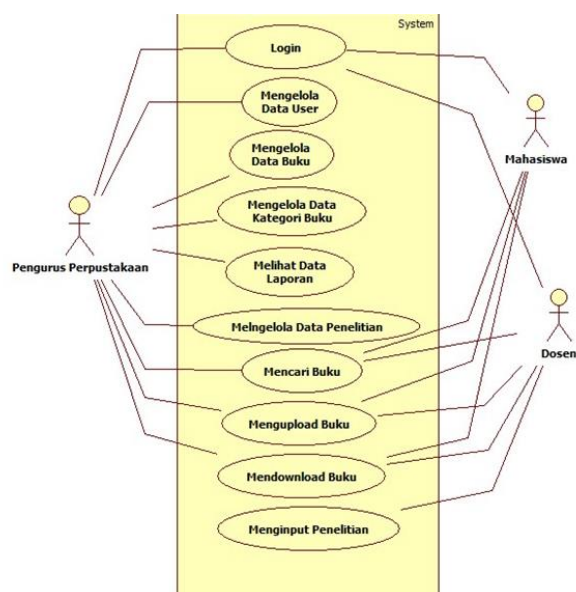 System
Login
Mengelola
Data User
Mengelola
Data Buku
Mengelola Data
Kategori Buku
Melihat Data
Laporan
Melngelola Data Penelitian
Mencari Buku
Mengupload Buku
Mendownload Buku
Menginput Penelitian
Pengurus Perpustakaan
Mahasiswa
Dosen